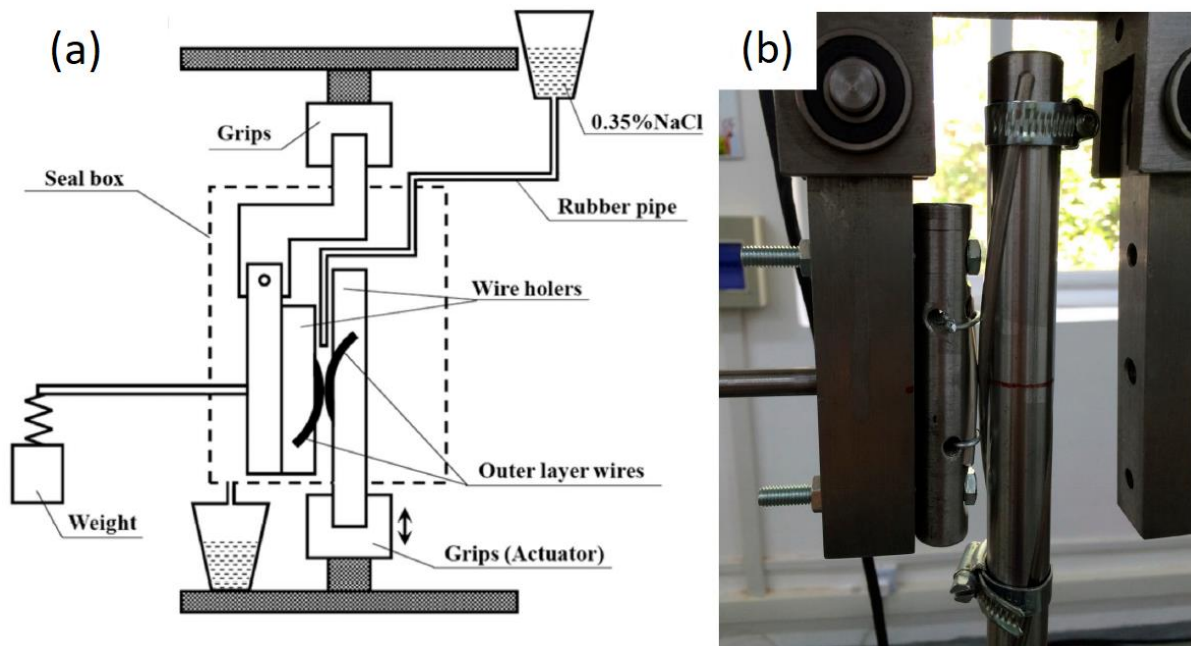 (a)
(b)
Grips
0.35%NaCl
Seal box
Rubber pipe
Wire holers
Outer layer wires
Weight
Grips (Actuator)